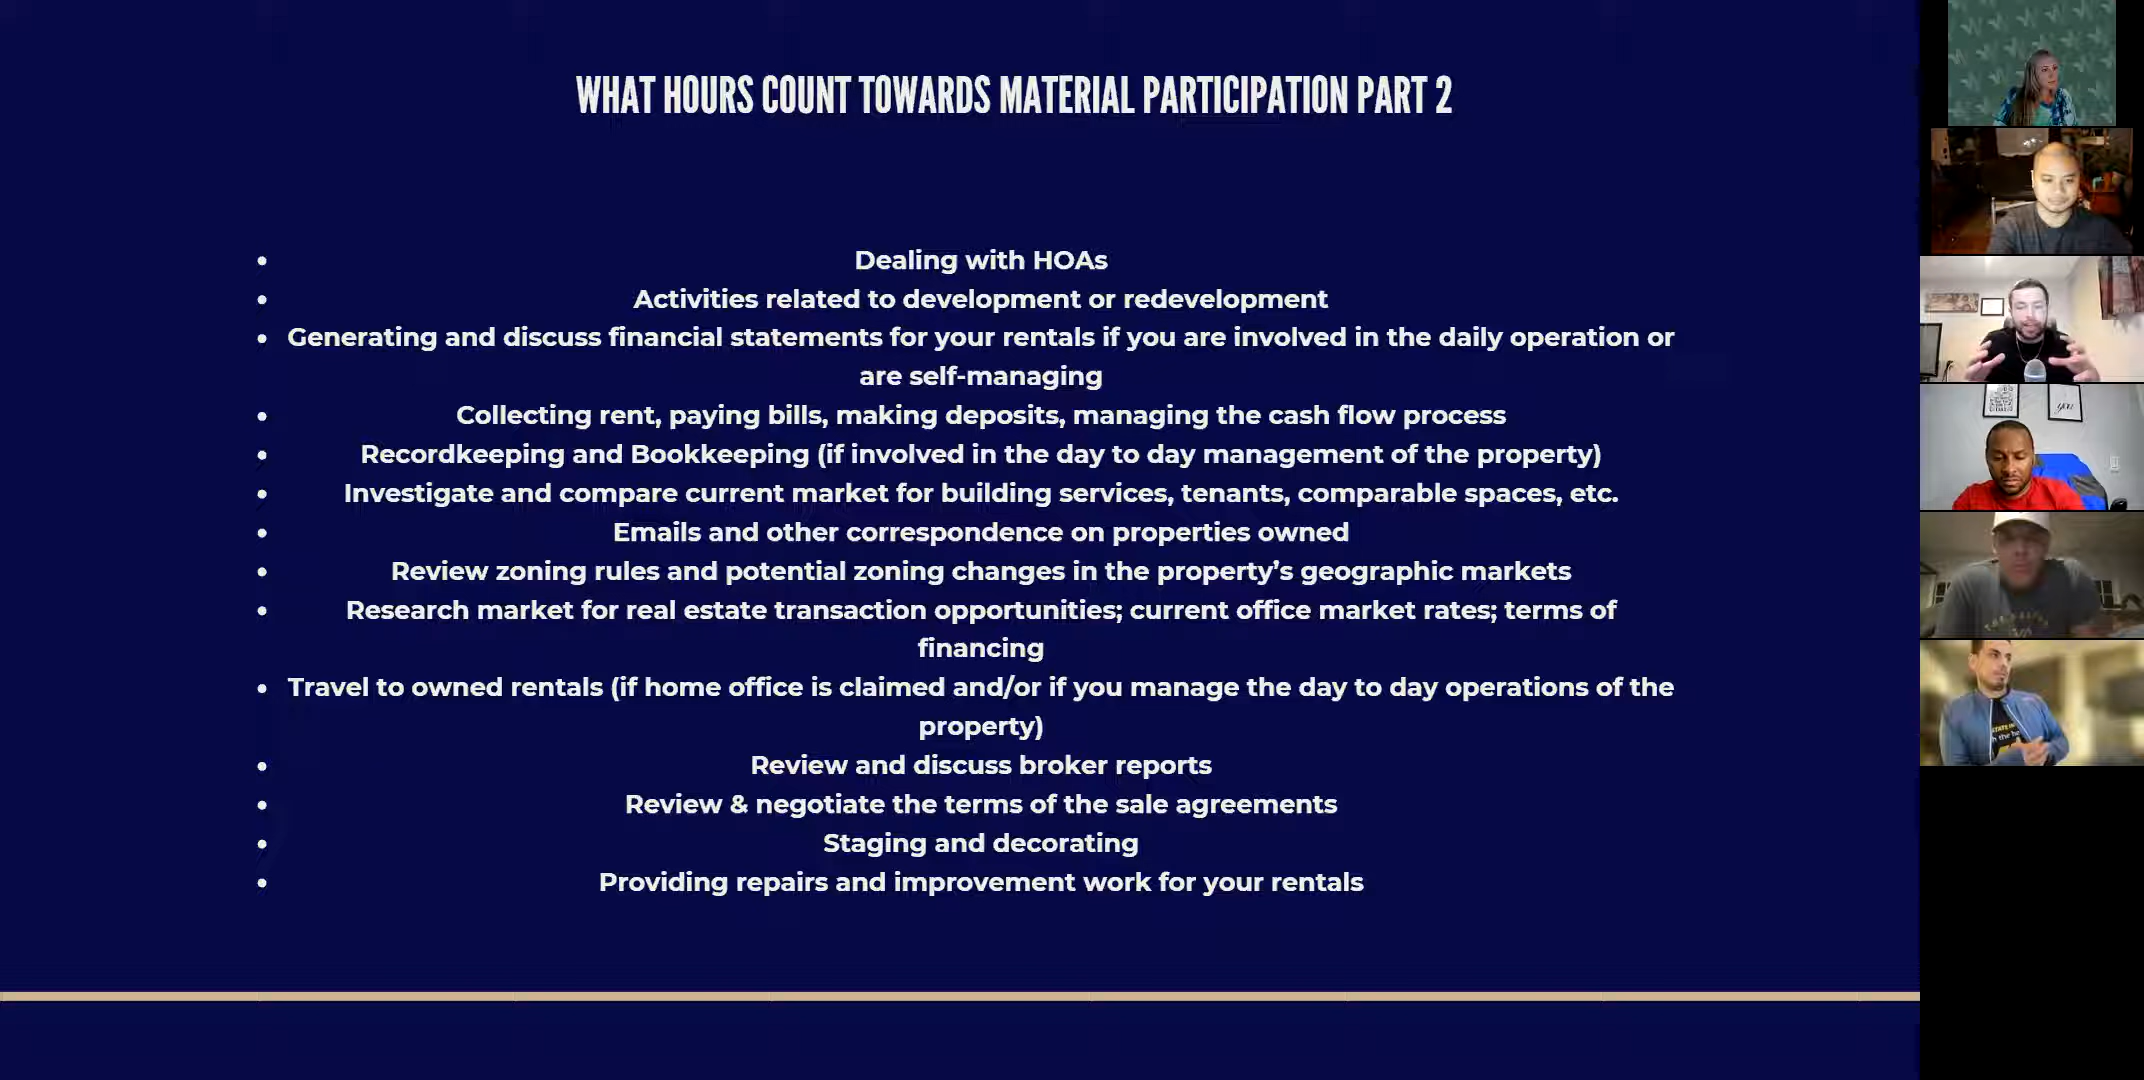 WHAT HOURS COUNT TOWARDS MATERIAL PARTICIPATION PART 2
• Dealing with HOAs
• Activities related to development or redevelopment
• Generating and discuss financial statements for your rentals if you are involved in the daily operation or
are self-managing
• Collecting rent, paying bills, making deposits, managing the cash flow process
• Recordkeeping and Bookkeeping (if involved in the day to day management of the property)
• Investigate and compare current market for building services, tenants, comparable spaces, etc.
• Emails and other correspondence on properties owned
• Review zoning rules and potential zoning changes in the property’s geographic markets
• Research market for real estate transaction opportunities; current office market rates; terms of
financing
• Travel to owned rentals (if home office is claimed and/or if you manage the day to day operations of the
property)
• Review and discuss broker reports
• Review & negotiate the terms of the sale agreements
• Staging and decorating
• Providing repairs and improvement work for your rentals
you